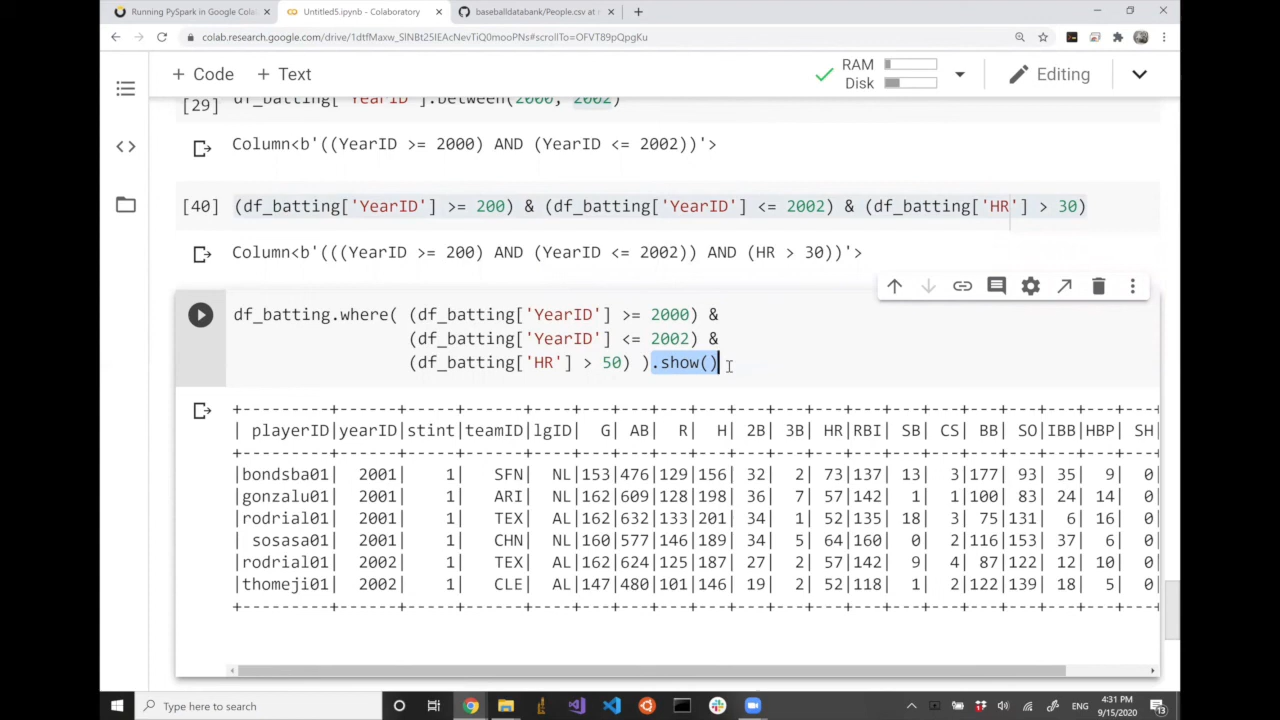 Running PySpark in Google Cola
Untitled5.ipynb - Colaboratory
baseballdatabank/People.csv at
colab.research.google.com/drive/1dtfMaxw_SlNBt25IEAcNevTiQ0mooPNs#scrollTo=OFVT89pQpgKu
+ Code + Text
RAM
Disk
Editing
[29] df_batting['YearID'].between(2000, 2002)
Column<b'((YearID >= 2000) AND (YearID <= 2002))'>
[40] (df_batting['YearID'] >= 200) & (df_batting['YearID'] <= 2002) & (df_batting['HR'] > 30)
Column<b'(((YearID >= 200) AND (YearID <= 2002)) AND (HR > 30))'>
df_batting.where( (df_batting['YearID'] >= 2000) &
(df_batting['YearID'] <= 2002) &
(df_batting['HR'] > 50) ).show()
+---------+------+-----+------+----+---+---+---+---+---+---+---+---+---+---+---+---+---+---+---+
| playerID|yearID|stint|teamID|lgID| G| AB| R| H| 2B| 3B| HR|RBI| SB| CS| BB| SO|IBB|HBP| SH|
+---------+------+-----+------+----+---+---+---+---+---+---+---+---+---+---+---+---+---+---+---+
|bondsba01| 2001| 1| SFN| NL|153|476|129|156| 32| 2| 73|137| 13| 3|177| 93| 35| 9| 0|
|gonzalu01| 2001| 1| ARI| NL|162|609|128|198| 36| 7| 57|142| 1| 1|100| 83| 24| 14| 0|
|rodrial01| 2001| 1| TEX| AL|162|632|133|201| 34| 1| 52|135| 18| 3| 75|131| 6| 16| 0|
| sosasa01| 2001| 1| CHN| NL|160|577|146|189| 34| 5| 64|160| 0| 2|116|153| 37| 6| 0|
|rodrial01| 2002| 1| TEX| AL|162|624|125|187| 27| 2| 57|142| 9| 4| 87|122| 12| 10| 0|
|thomeji01| 2002| 1| CLE| AL|147|480|101|146| 19| 2| 52|118| 1| 2|122|139| 18| 5| 0|
+---------+------+-----+------+----+---+---+---+---+---+---+---+---+---+---+---+---+---+---+---+
Type here to search
ENG
4:31 PM
9/15/2020
13